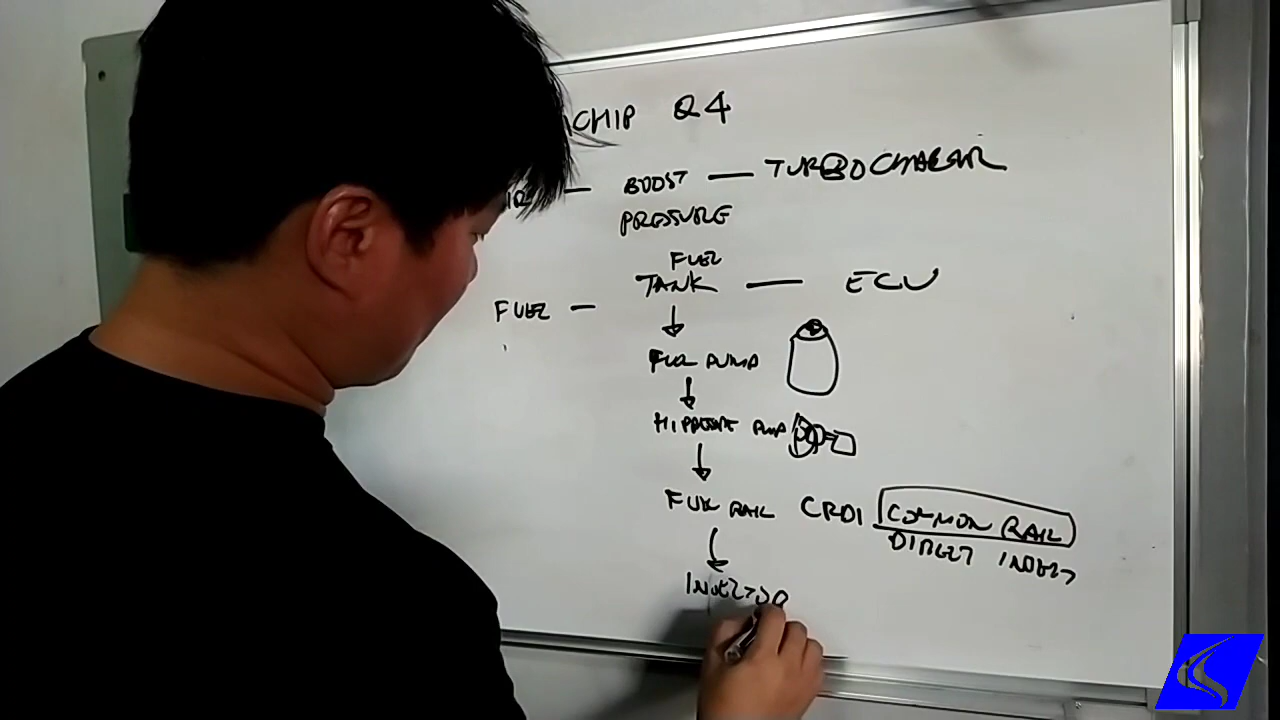 CHIP Q4
BOOST — TURBOCHARGER
PRESSURE
FUEL
TANK — ECU
FUEL —
FUEL PUMP
HI PRESSURE PUMP
FUEL RAIL CRDI COMMON RAIL
DIRECT INJECT
INJECTOR